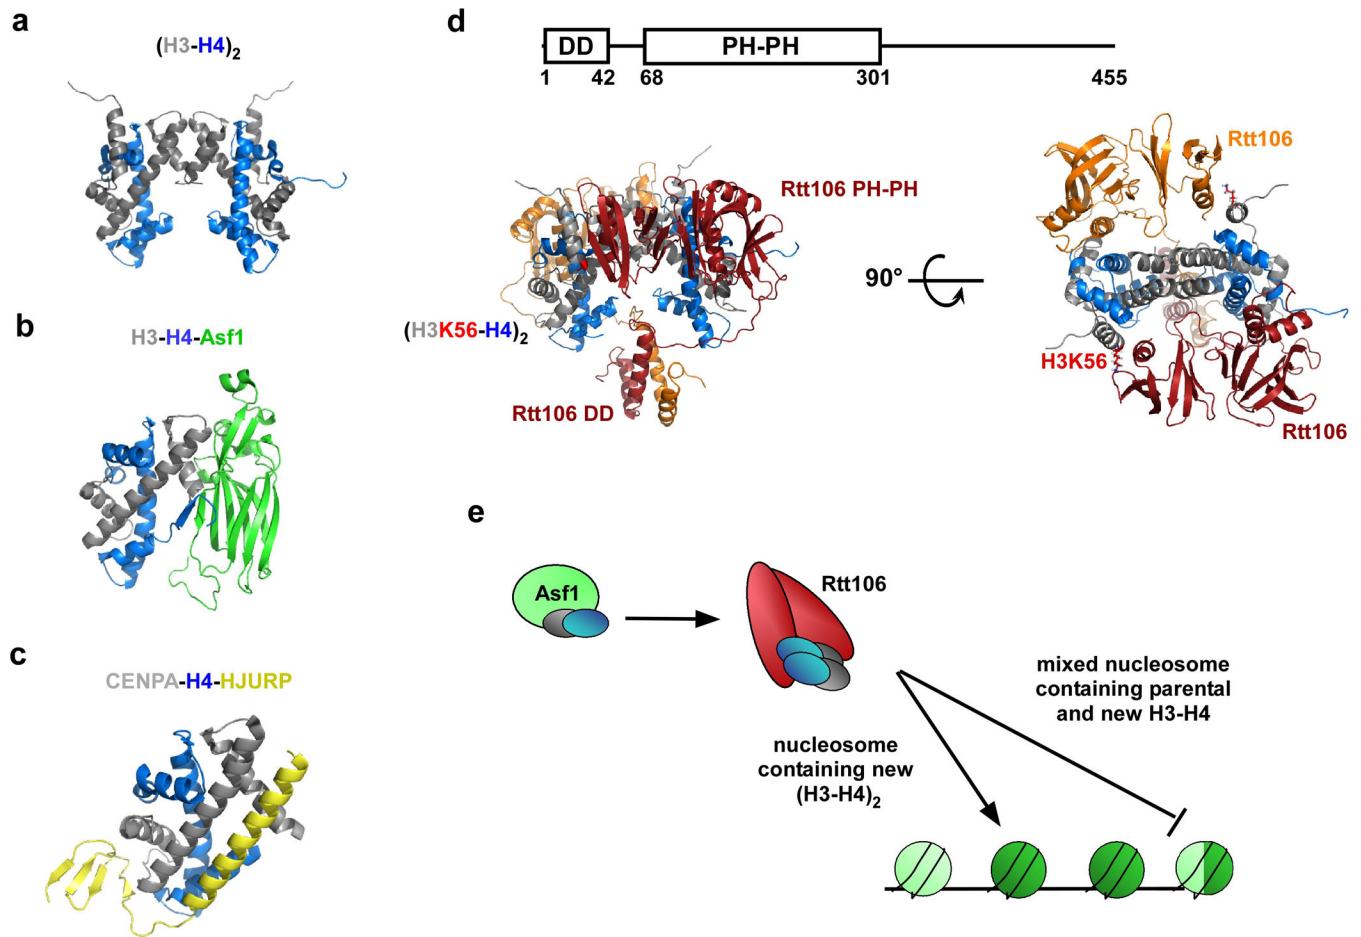 a
(H3-H4)2
b
H3-H4-Asf1
c
CENPA-H4-HJURP
d
DD PH-PH
1 42 68 301 455
Rtt106 PH-PH
(H3K56-H4)2
Rtt106 DD
90°
Rtt106
H3K56
Rtt106
e
Asf1
Rtt106
mixed nucleosome
containing parental
and new H3-H4
nucleosome
containing new
(H3-H4)2